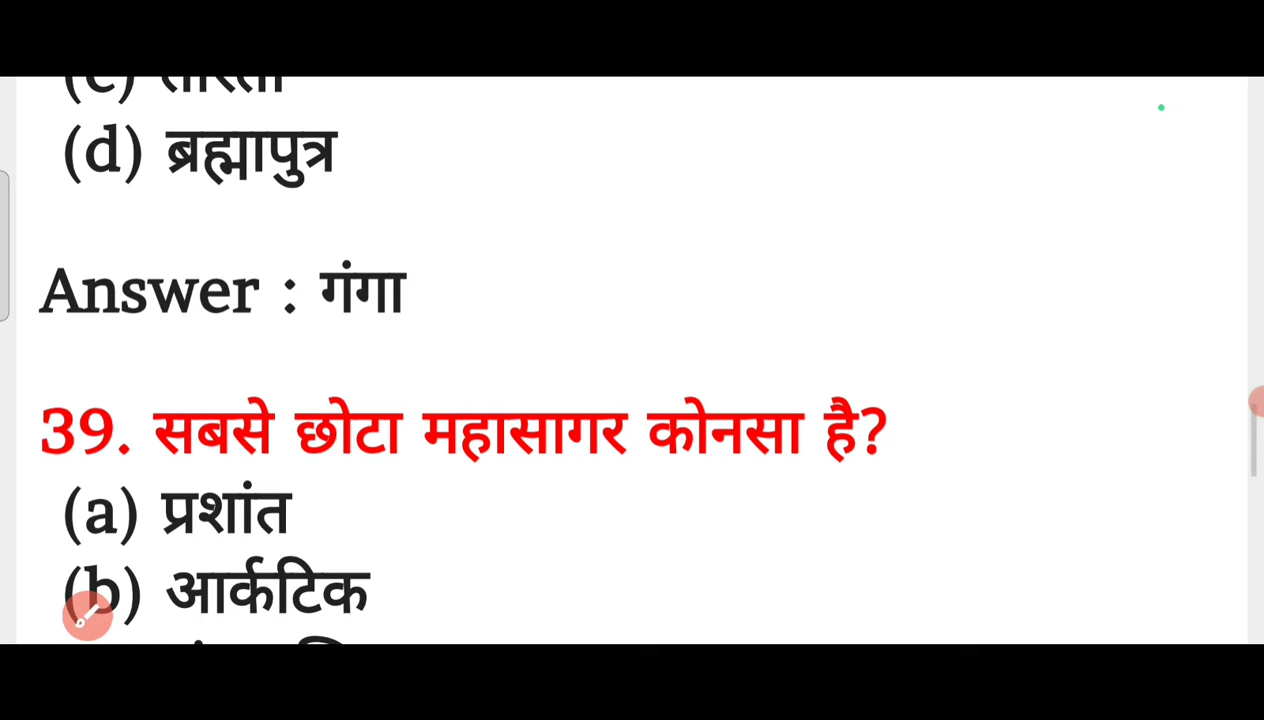 (d) ब्रह्मापुत्र
Answer : गंगा
39. सबसे छोटा महासागर कोनसा है?
(a) प्रशांत
(b) आर्कटिक